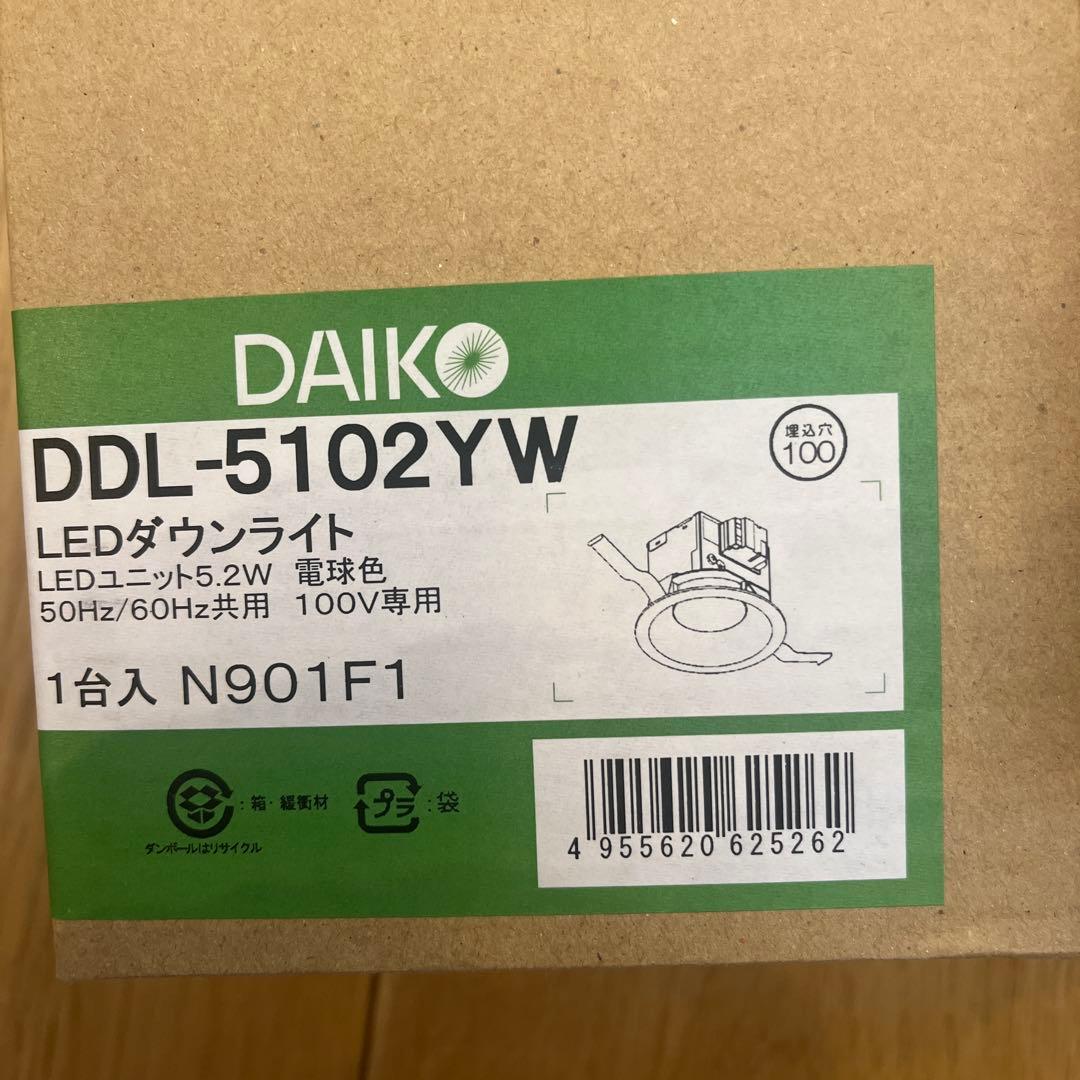 DAIKO
DDL-5102YW
埋込穴
100
LEDダウンライト
LEDユニット5.2W 電球色
50Hz/60Hz共用 100V専用
1台入 N901F1
:箱・緩衝材
プラ :袋
ダンボールはリサイクル
4 955620 625262